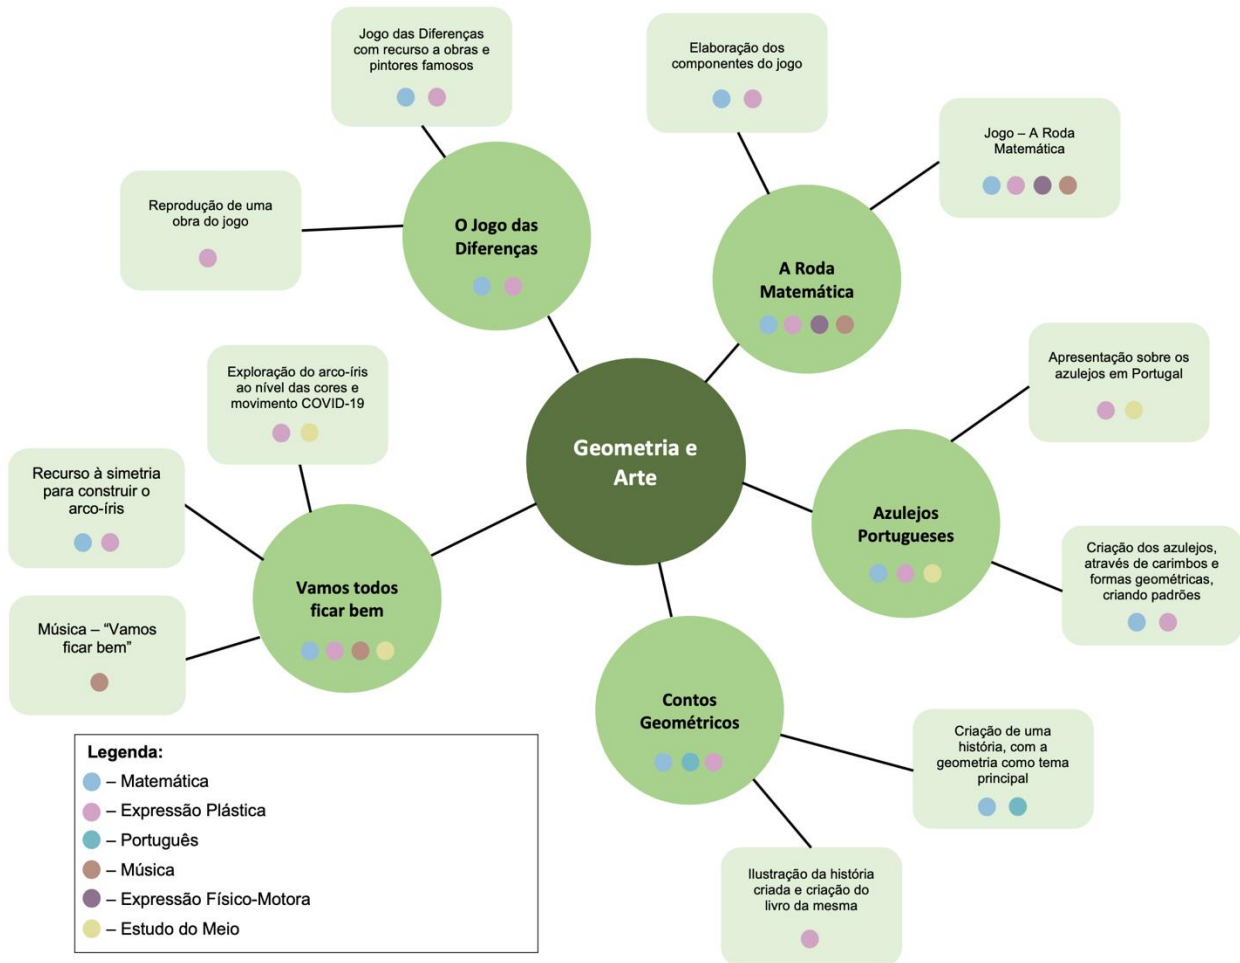 Jogo das Diferenças
com recurso a obras e
pintores famosos
Elaboração dos
componentes do jogo
Jogo – A Roda
Matemática
Reprodução de uma
obra do jogo
O Jogo das
Diferenças
A Roda
Matemática
Exploração do arco-íris
ao nível das cores e
movimento COVID-19
Apresentação sobre os
azulejos em Portugal
Geometria e
Arte
Recurso à simetria
para construir o
arco-íris
Azulejos
Portugueses
Criação dos azulejos,
através de carimbos e
formas geométricas,
criando padrões
Vamos todos
ficar bem
Música – “Vamos
ficar bem”
Contos
Geométricos
Criação de uma
história, com a
geometria como tema
principal
Ilustração da história
criada e criação do
livro da mesma
Legenda:
– Matemática
– Expressão Plástica
– Português
– Música
– Expressão Físico-Motora
– Estudo do Meio